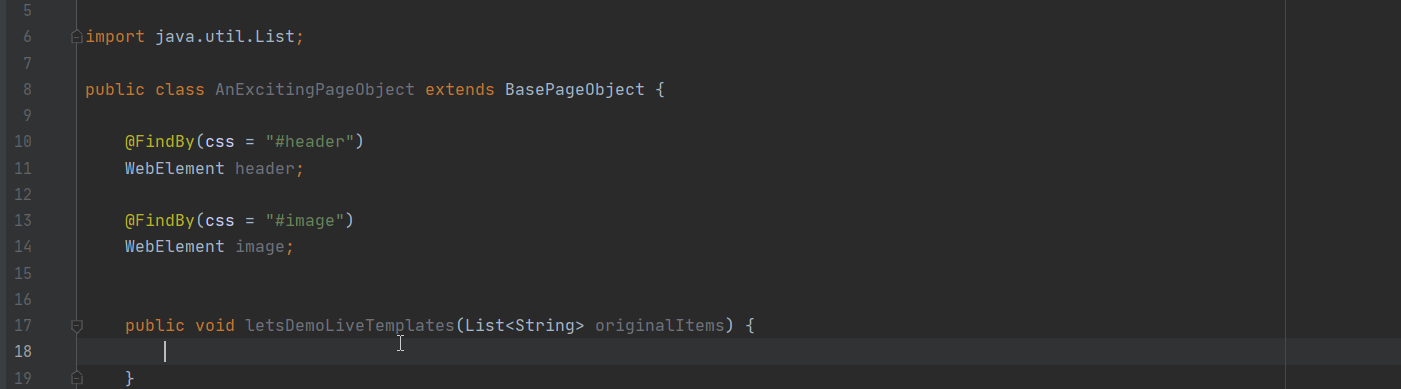 5
6 import java.util.List;
7
8 public class AnExcitingPageObject extends BasePageObject {
9
10 @FindBy(css = "#header")
11 WebElement header;
12
13 @FindBy(css = "#image")
14 WebElement image;
15
16
17 public void letsDemoLiveTemplates(List<String> originalItems) {
18
19 }